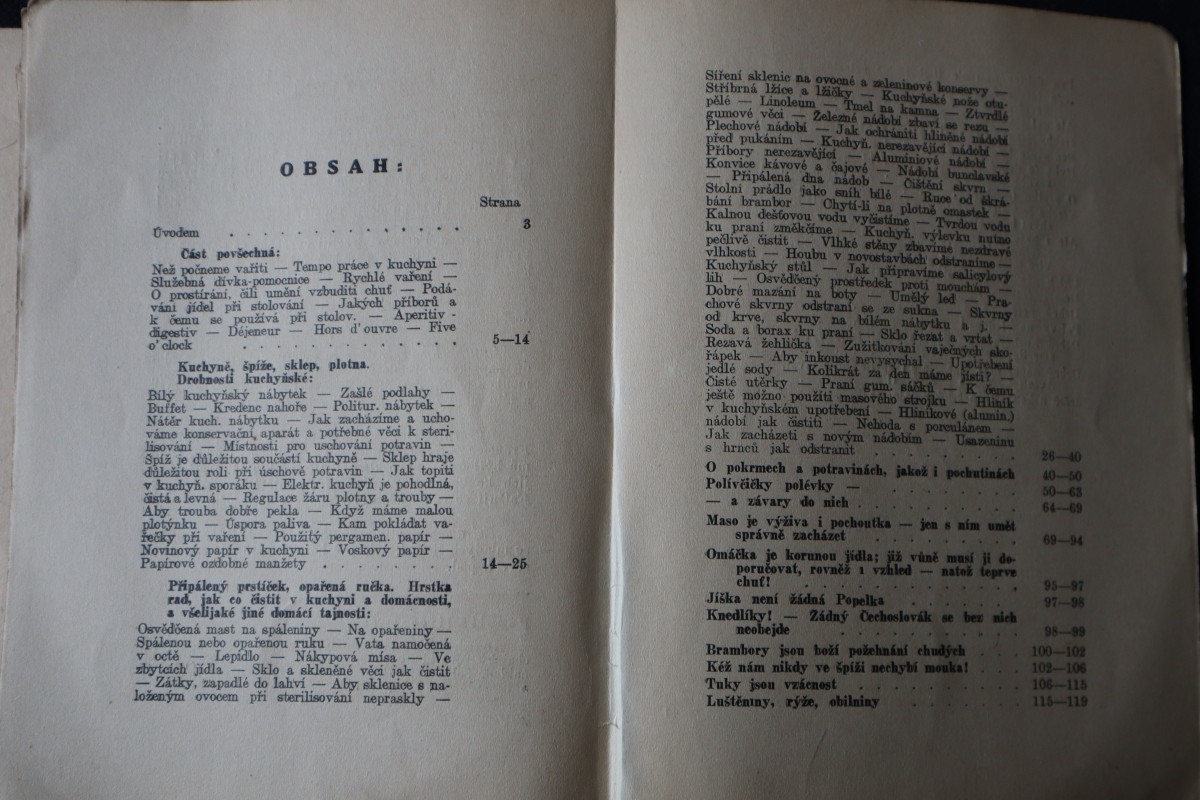 OBSAH:
Strana
Úvodem . . . . . . . . . . . . 3
Část povšechná:
Než počneme vařiti — Tempo práce v kuchyni —
Služebná dívka-pomocnice — Rychlé vaření —
O prostírání, čili umění vzbuditi chuť — Podá-
vání jídel při stolování — Jakých příborů a
k čemu se používá při stolov. — Aperitiv -
digestiv — Déjeneur — Hors d' ouvre — Five
o'clock . . . . . . . . . . . 5—14
Kuchyně, špíže, sklep, plotna.
Drobnosti kuchyňské:
Bílý kuchyňský nábytek — Zašlé podlahy —
Buffet — Kredenc nahoře — Politur. nábytek —
Nátěr kuch. nábytku — Jak zacházíme a ucho-
váme konservační aparát a potřebné věci k steri-
lisování — Místnosti pro uschování potravin —
Spíž je důležitou součástí kuchyně — Sklep hraje
důležitou roli při úschově potravin — Jak topiti
v kuchyň. sporáku — Elektr. kuchyň je pohodlná,
čistá a levná — Regulace žáru plotny a trouby —
Aby trouba dobře pekla — Když máme malou
plotýnku — Úspora paliva — Kam pokládat va-
řečky při vaření — Použitý pergamen. papír —
Novinový papír v kuchyni — Voskový papír —
Papírové ozdobné manžety . . . . . . . . 14—25
Připálený prstíček, opařená ručka. Hrstka
rad, jak co čistit v kuchyni a domácnosti,
a všelijaké jiné domácí tajnosti:
Osvědčená mast na spáleniny — Na opařeniny —
Spálenou nebo opařenou ruku — Vata namočená
v octě — Lepidlo — Nákypová mísa — Ve
zbytcích jídla — Sklo a skleněné věci jak čistit
— Zátky, zapadlé do lahví — Aby sklenice s na-
loženým ovocem při sterilisování nepraskly —
Síření sklenic na ovocné a zeleninové konservy —
Stříbrná lžíce a lžičky — Kuchyňské nože otu-
pělé — Linoleum — Tmel na kamna — Ztvrdlé
gumové věci — Železné nádobí zbaví se rezu —
Plechové nádobí — Jak ochrániti hliněné nádobí
před pukáním — Kuchyň. nerezavějící nádobí —
Příbory nerezavějící — Aluminiové nádobí —
Konvice kávové a čajové — Nádobí bunclavské
— Připálená dna nádob — Čištění skvrn —
Stolní prádlo jako sníh bílé — Ruce od škrá-
bání brambor — Chytí-li na plotně omastek —
Kalnou dešťovou vodu vyčistíme — Tvrdou vodu
ku praní změkčíme — Kuchyň. výlevku nutno
pečlivě čistit — Vlhké stěny zbavíme nezdravé
vlhkosti — Houbu v novostavbách odstraníme —
Kuchyňský stůl — Jak připravíme salicylový
líh — Osvědčený prostředek proti mouchám —
Dobré mazání na boty — Umělý led — Pra-
chové skvrny odstraní se ze sukna — Skvrny
od krve, skvrny na bílém nábytku a j. —
Soda a borax ku praní — Sklo řezat a vrtat —
Rezavá žehlička — Zužitkování vaječných sko-
řápek — Aby inkoust nevysychal — Upotřebení
jedlé sody — Kolikrát za den máme jísti? —
Čisté utěrky — Praní gum. sáčků — K čemu
ještě možno použíti masového strojku — Hliník
v kuchyňském upotřebení — Hliníkové (alumin.)
nádobí jak čistiti — Nehoda s porculánem —
Jak zacházeti s novým nádobím — Usazeninu
s hrnců jak odstranit . . . . . . . . . 26—40
O pokrmech a potravinách, jakož i pochutinách 40—50
Polívčičky polévky — . . . . . . . . 50—63
— a závary do nich . . . . . . . . . 64—69
Maso je výživa i pochoutka — jen s ním umět
správně zacházet . . . . . . . . 69—94
Omáčka je korunou jídla; již vůně musí ji do-
poručovat, rovněž i vzhled — natož teprve
chuť! . . . . . . . . . . . 95—97
Jíška není žádná Popelka . . . . . . 97—98
Knedlíky! — Žádný Čechoslovák se bez nich
neobejde . . . . . . . . . . 98—99
Brambory jsou boží požehnání chudých . . . 100—102
Kéž nám nikdy ve špíži nechybí mouka! . . . 102—106
Tuky jsou vzácnost . . . . . . . . . 106—115
Luštěniny, rýže, obilniny . . . . . . 115—119